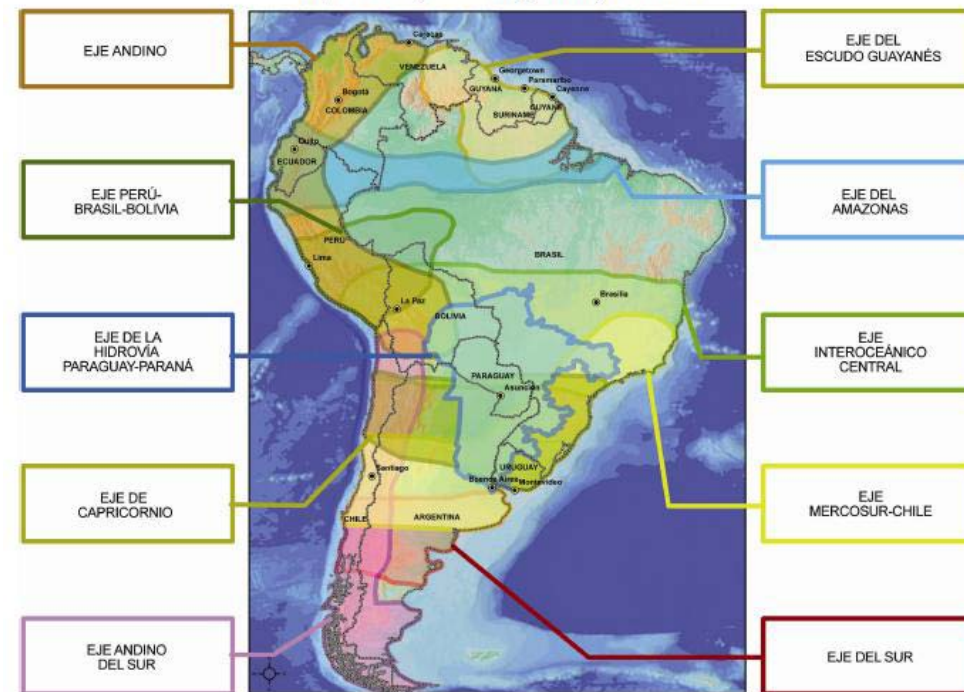 EJE ANDINO
EJE DEL
ESCUDO GUAYANÉS
EJE PERÚ-
BRASIL-BOLIVIA
EJE DEL
AMAZONAS
EJE DE LA
HIDROVÍA
PARAGUAY-PARANÁ
EJE
INTEROCEÁNICO
CENTRAL
EJE DE
CAPRICORNIO
EJE
MERCOSUR-CHILE
EJE ANDINO
DEL SUR
EJE DEL SUR
Caracas
VENEZUELA
Georgetown
Paramaribo
GUYANA
Cayenne
Bogotá
COLOMBIA
SURINAME
GUYANE
Quito
ECUADOR
PERÚ
BRASIL
Lima
Brasilia
La Paz
BOLIVIA
PARAGUAY
Asunción
URUGUAY
Santiago
Buenos Aires
Montevideo
CHILE
ARGENTINA